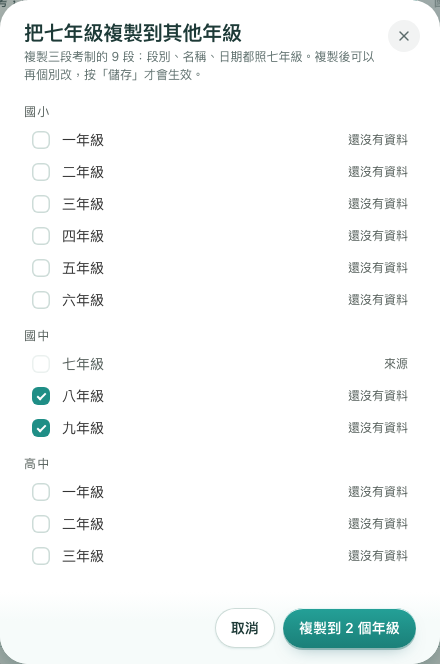 把七年級複製到其他年級
複製三段考制的 9 段：段別、名稱、日期都照七年級。複製後可以
再個別改，按「儲存」才會生效。
國小
一年級 還沒有資料
二年級 還沒有資料
三年級 還沒有資料
四年級 還沒有資料
五年級 還沒有資料
六年級 還沒有資料
國中
七年級 來源
八年級 還沒有資料
九年級 還沒有資料
高中
一年級 還沒有資料
二年級 還沒有資料
三年級 還沒有資料
取消 複製到 2 個年級